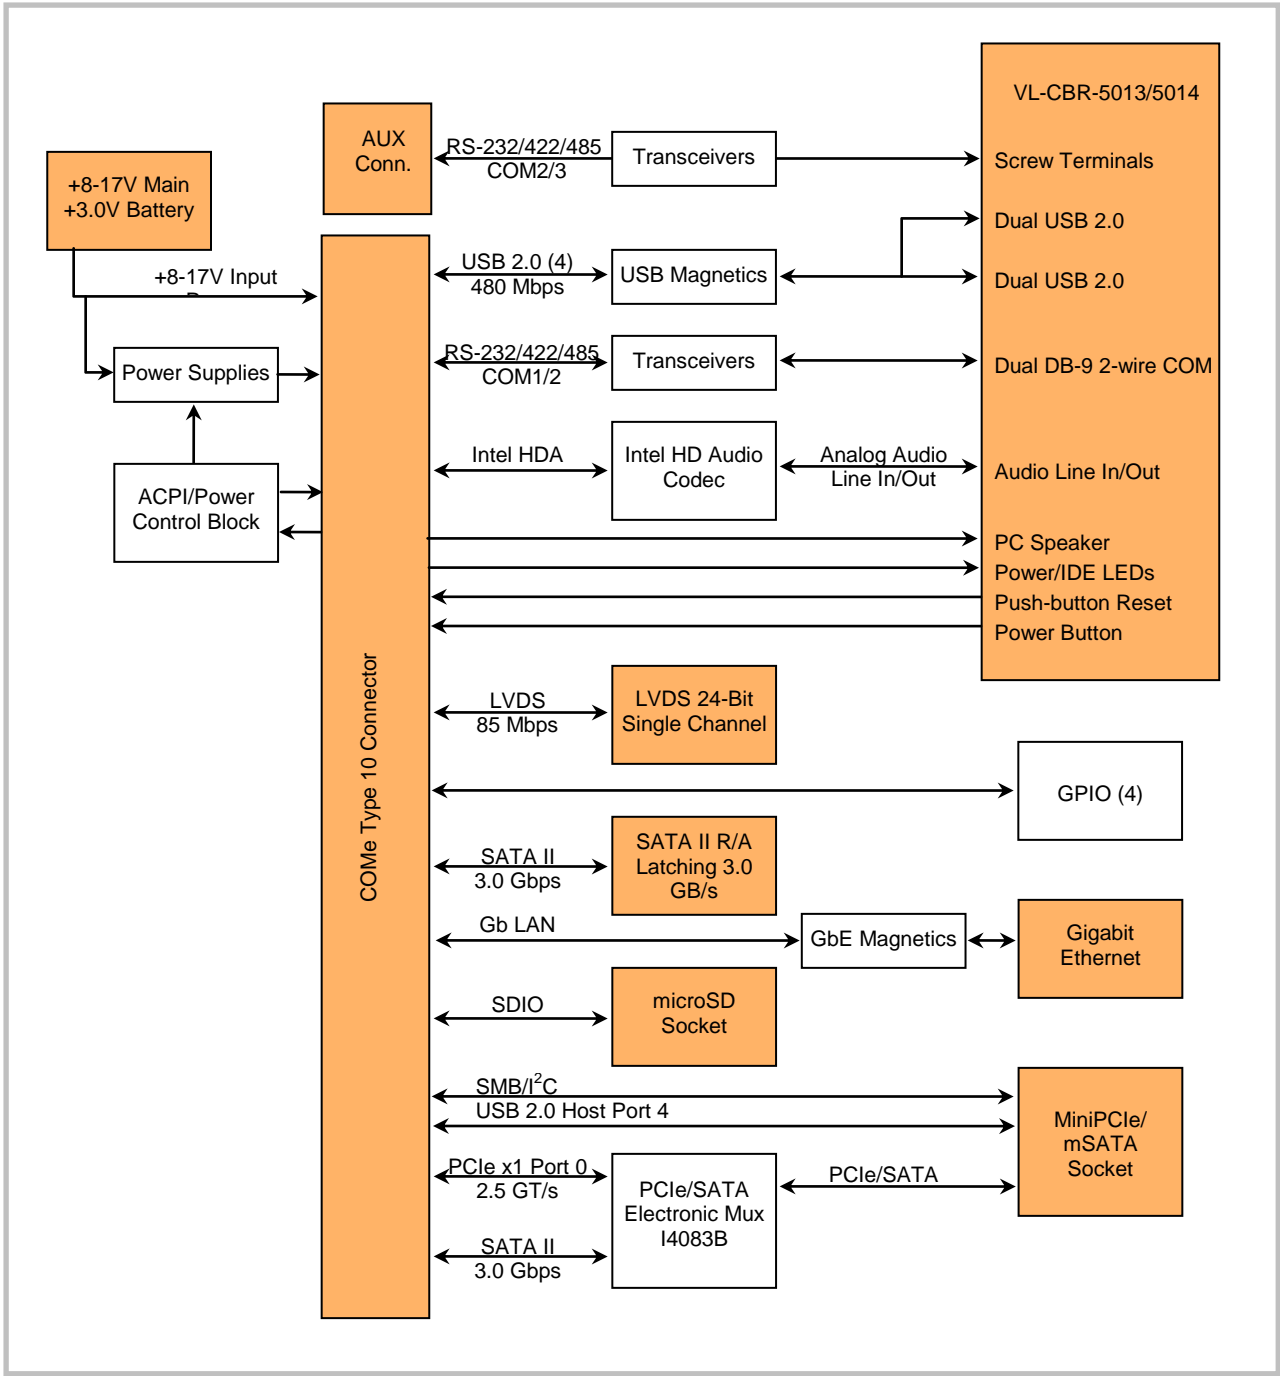 VL-CBR-5013/5014
AUX
Conn.
RS-232/422/485
COM2/3
Transceivers
Screw Terminals
+8-17V Main
+3.0V Battery
Dual USB 2.0
+8-17V Input
USB 2.0 (4)
480 Mbps
USB Magnetics
Dual USB 2.0
Power Supplies
RS-232/422/485
COM1/2
Transceivers
Dual DB-9 2-wire COM
ACPI/Power
Control Block
Intel HDA
Intel HD Audio
Codec
Analog Audio
Line In/Out
Audio Line In/Out
PC Speaker
Power/IDE LEDs
Push-button Reset
Power Button
COMe Type 10 Connector
LVDS
85 Mbps
LVDS 24-Bit
Single Channel
GPIO (4)
SATA II
3.0 Gbps
SATA II R/A
Latching 3.0
GB/s
Gb LAN
GbE Magnetics
Gigabit
Ethernet
SDIO
microSD
Socket
SMB/I²C
USB 2.0 Host Port 4
MiniPCIe/
mSATA
Socket
PCIe x1 Port 0
2.5 GT/s
PCIe/SATA
Electronic Mux
I4083B
PCIe/SATA
SATA II
3.0 Gbps